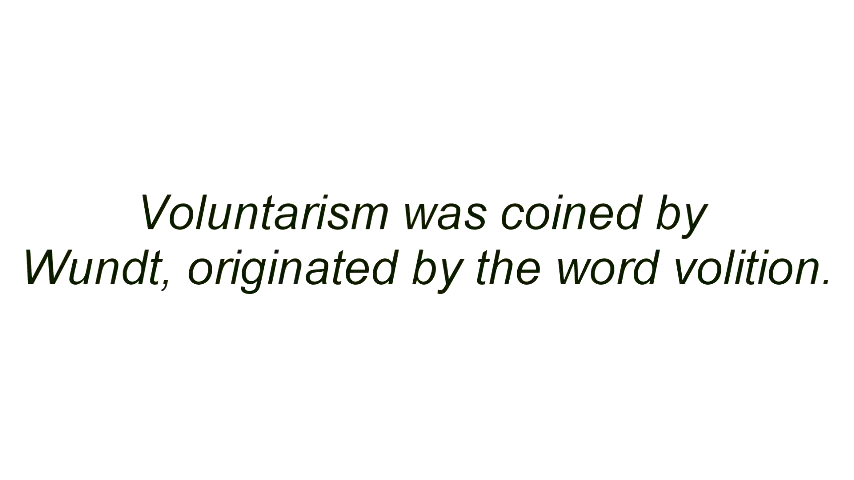 Voluntarism was coined by
Wundt, originated by the word volition.